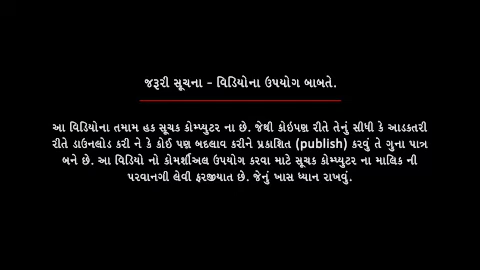 જરૂરી સૂચના - વિડિયોના ઉપયોગ બાબતે.
આ વિડિયોના તમામ હક સૂચક કોમ્પ્યુટર ના છે. જેથી કોઇપણ રીતે તેનું સીધી કે આડકતરી
રીતે ડાઉનલોડ કરી ને કે કોઈ પણ બદલાવ કરીને પ્રકાશિત (publish) કરવું તે ગુના પાત્ર
બને છે. આ વિડિયો નો કોમર્શીઅલ ઉપયોગ કરવા માટે સૂચક કોમ્પ્યુટર ના માલિક ની
પરવાનગી લેવી ફરજીયાત છે. જેનું ખાસ ધ્યાન રાખવું.